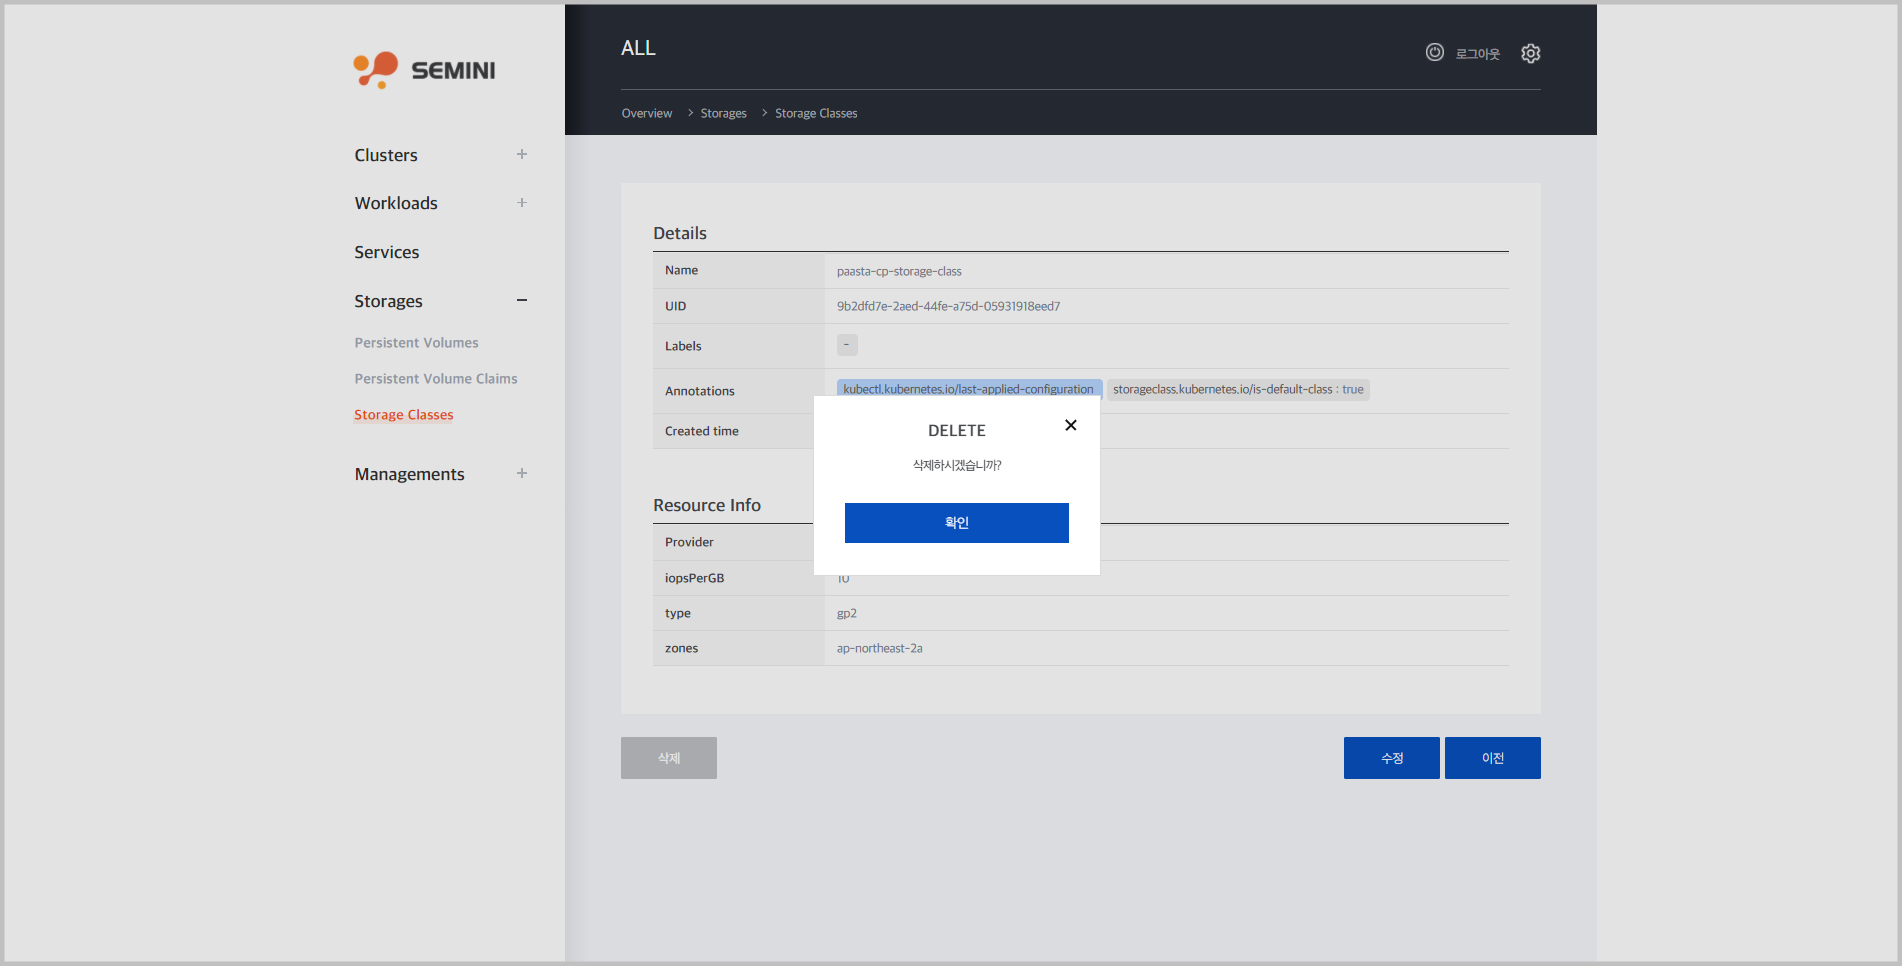 SEMINI
Clusters
Workloads
Services
Storages
Persistent Volumes
Persistent Volume Claims
Storage Classes
Managements
ALL
로그아웃
Overview > Storages > Storage Classes
Details
Name paasta-cp-storage-class
UID 9b2dfd7e-2aed-44fe-a75d-05931918eed7
Labels -
Annotations kubectl.kubernetes.io/last-applied-configuration storageclass.kubernetes.io/is-default-class : true
Created time
DELETE
삭제하시겠습니까?
확인
Resource Info
Provider
iopsPerGB 10
type gp2
zones ap-northeast-2a
삭제
수정
이전